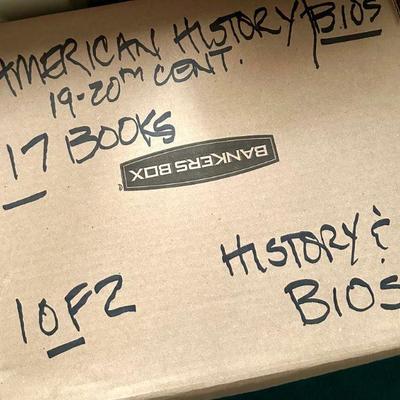 AMERICAN HISTORY/BIOS
19-20TH CENT.
17 BOOKS
BANKERS BOX
HISTORY &
BIOS
1 OF 2